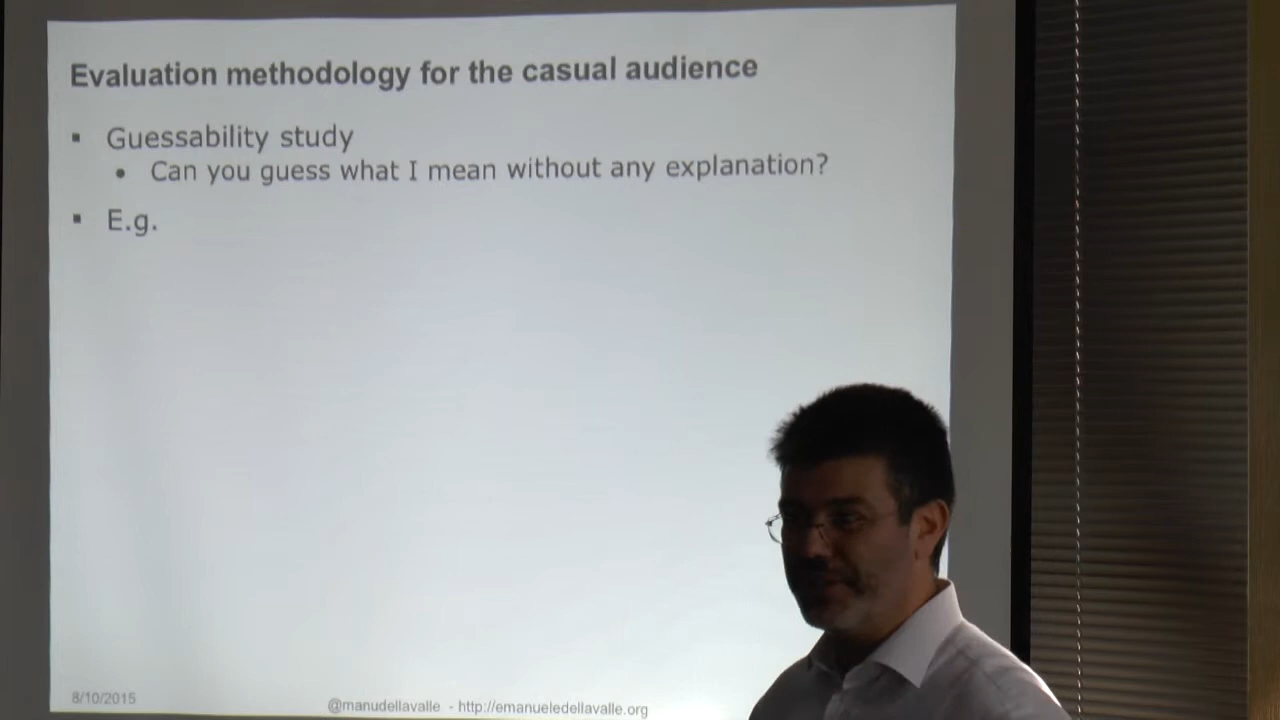 Evaluation methodology for the casual audience
▪ Guessability study
• Can you guess what I mean without any explanation?
▪ E.g.
8/10/2015
@manudellavalle - http://emanueledellavalle.org